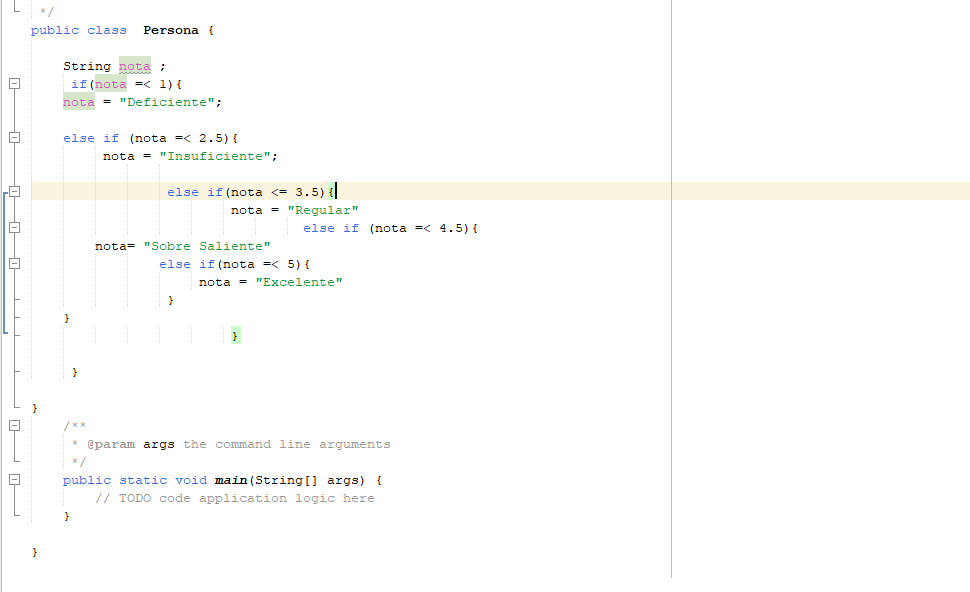 */
public class  Persona {
String nota ;
if(nota =< 1){
nota = "Deficiente";
else if (nota =< 2.5){
nota = "Insuficiente";
else if(nota <= 3.5){
nota = "Regular"
else if (nota =< 4.5){
nota= "Sobre Saliente"
else if(nota =< 5){
nota = "Excelente"
}
}
}
}
}
/**
* @param args the command line arguments
*/
public static void main(String[] args) {
// TODO code application logic here
}
}